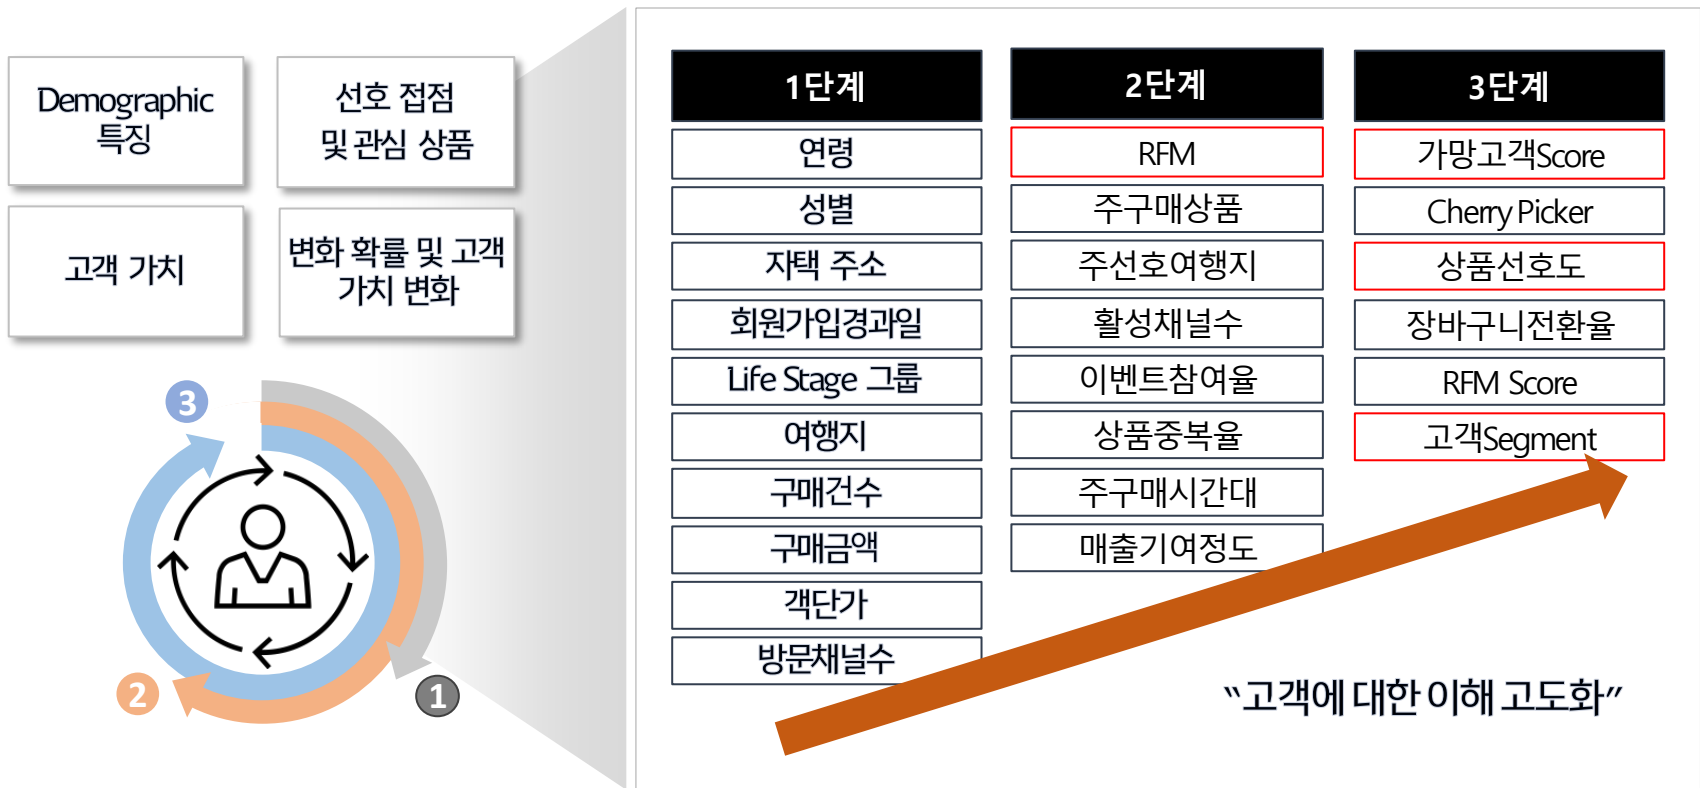 Demographic
특징
선호 접점
및 관심 상품
고객 가치
변화 확률 및 고객
가치 변화
3
2
1
1단계
연령
성별
자택 주소
회원가입경과일
Life Stage 그룹
여행지
구매건수
구매금액
객단가
방문채널수
2단계
RFM
주구매상품
주선호여행지
활성채널수
이벤트참여율
상품중복율
주구매시간대
매출기여정도
3단계
가망고객Score
Cherry Picker
상품선호도
장바구니전환율
RFM Score
고객Segment
“고객에 대한 이해 고도화”